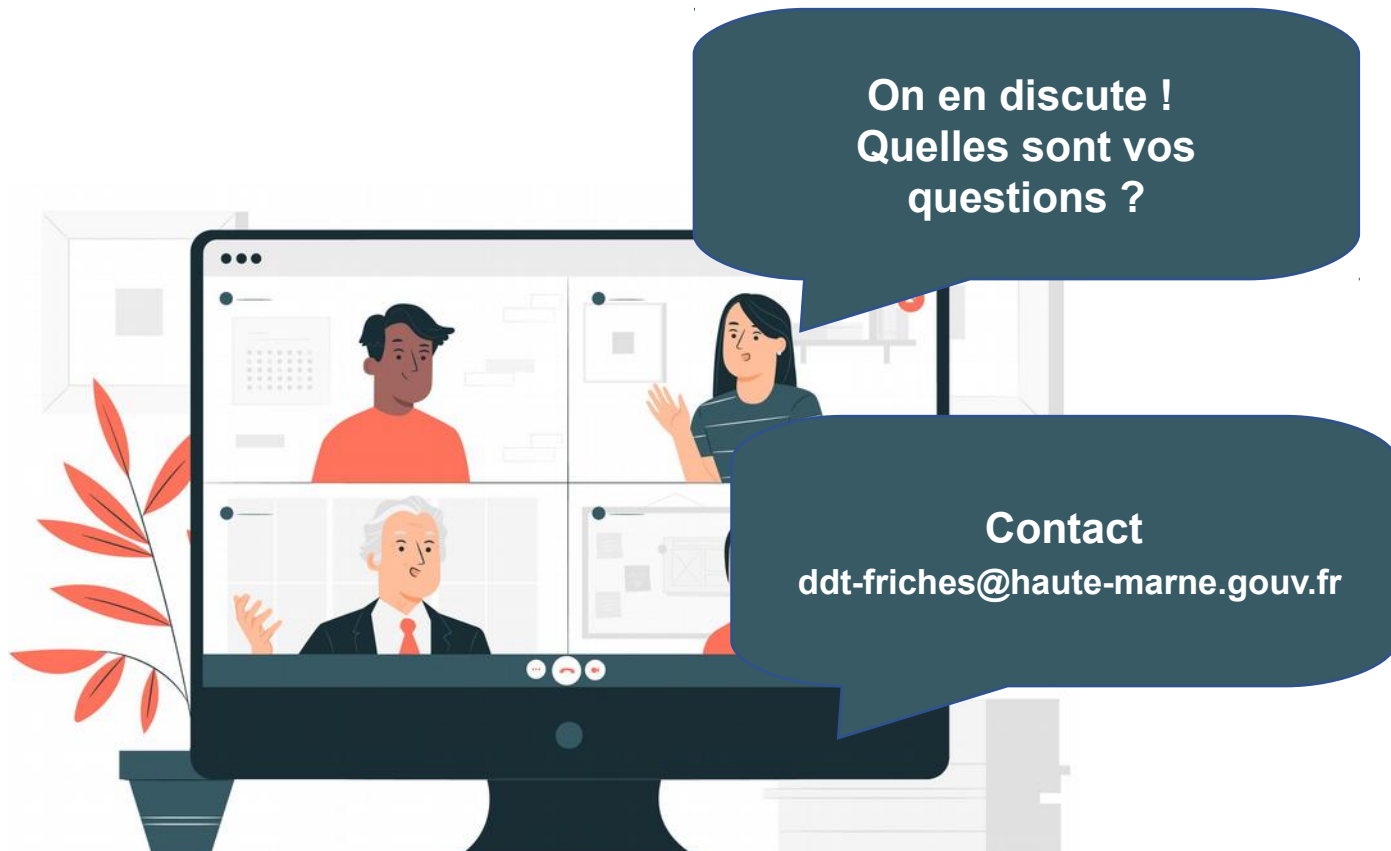 On en discute !
Quelles sont vos
questions ?
Contact
ddt-friches@haute-marne.gouv.fr